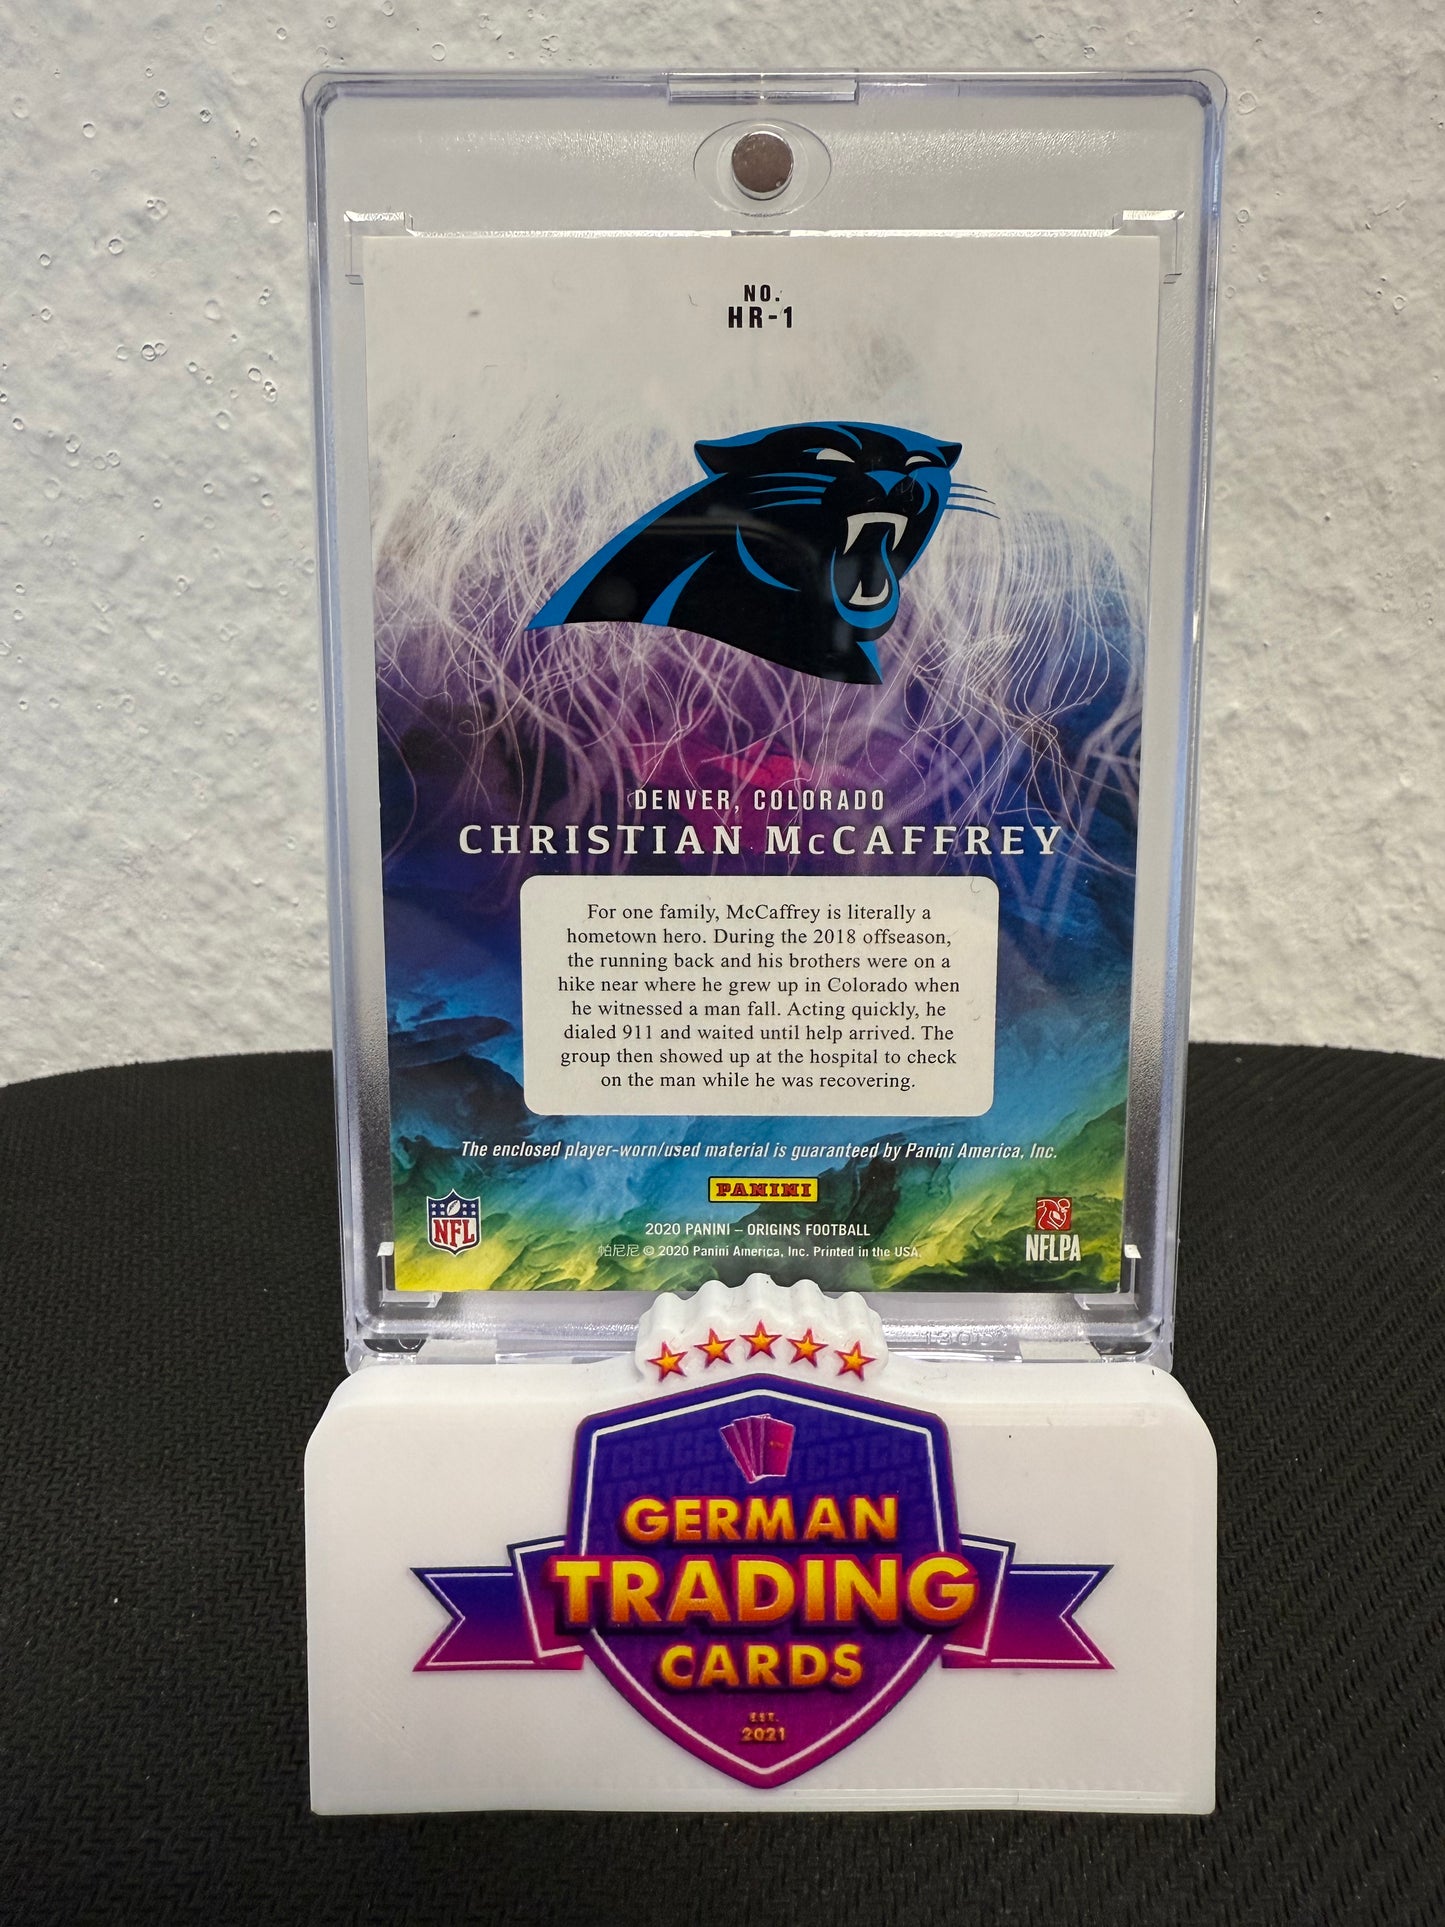 NO.
HR-1
DENVER, COLORADO
CHRISTIAN McCAFFREY
For one family, McCaffrey is literally a
hometown hero. During the 2018 offseason,
the running back and his brothers were on a
hike near where he grew up in Colorado when
he witnessed a man fall. Acting quickly, he
dialed 911 and waited until help arrived. The
group then showed up at the hospital to check
on the man while he was recovering.
The enclosed player-worn/used material is guaranteed by Panini America, Inc.
PANINI
NFL
2020 PANINI – ORIGINS FOOTBALL
帕尼尼 © 2020 Panini America, Inc. Printed in the USA.
NFLPA
GERMAN
TRADING
CARDS
EST.
2021